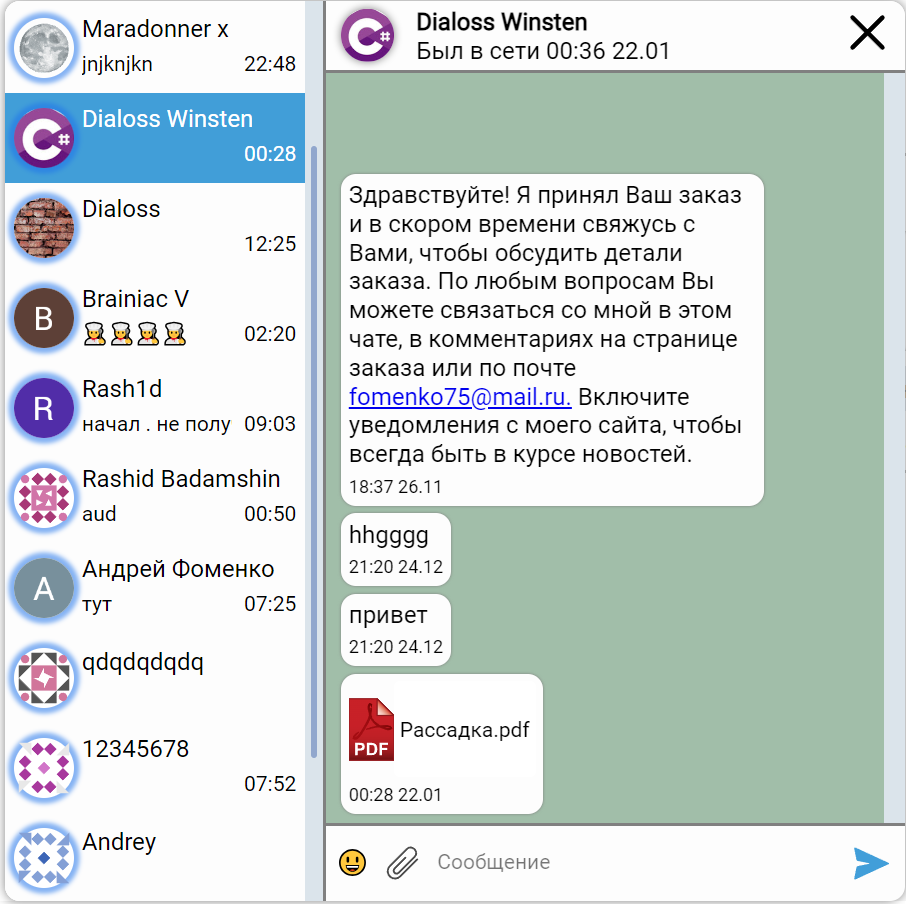 Maradonner x
jnjknjkn 22:48
Dialoss Winsten
00:28
Dialoss
12:25
B
Brainiac V
02:20
R
Rash1d
начал . не полу 09:03
Rashid Badamshin
aud 00:50
А
Андрей Фоменко
тут 07:25
qdqdqdqdq
12345678
07:52
Andrey
C#
Dialoss Winsten
Был в сети 00:36 22.01
Здравствуйте! Я принял Ваш заказ
и в скором времени свяжусь с
Вами, чтобы обсудить детали
заказа. По любым вопросам Вы
можете связаться со мной в этом
чате, в комментариях на странице
заказа или по почте
fomenko75@mail.ru. Включите
уведомления с моего сайта, чтобы
всегда быть в курсе новостей.
18:37 26.11
hhgggg
21:20 24.12
привет
21:20 24.12
PDF Рассадка.pdf
00:28 22.01
Сообщение